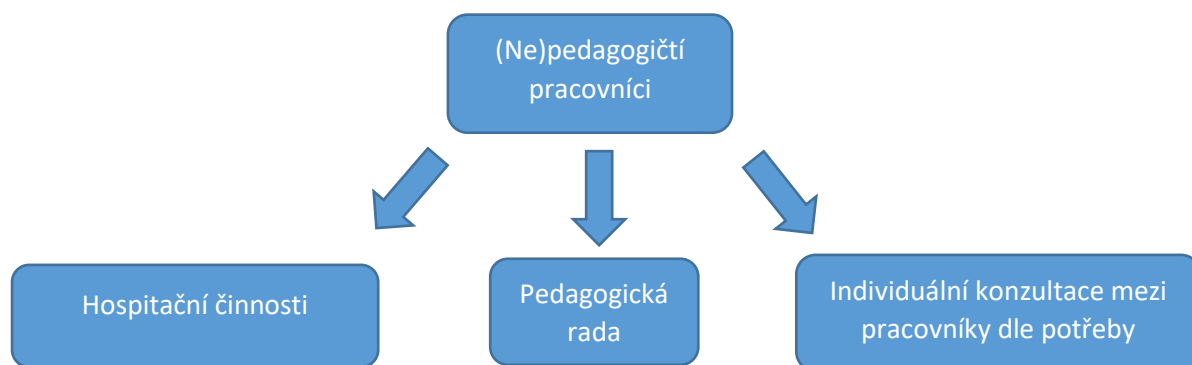 (Ne)pedagogičtí
pracovníci
Hospitační činnosti
Pedagogická
rada
Individuální konzultace mezi
pracovníky dle potřeby